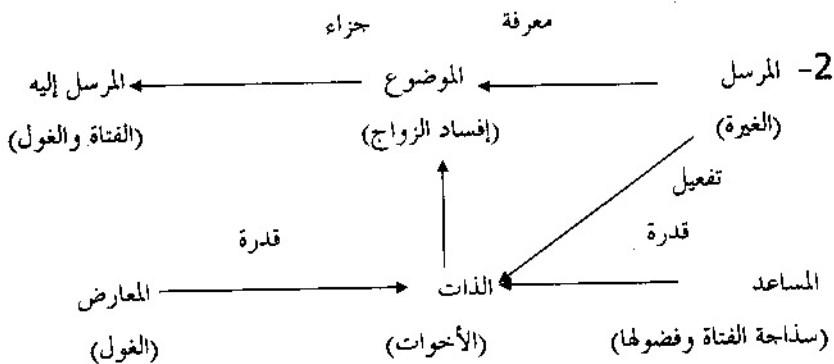 معرفة جزاء
2- المرسل الموضوع المرسل إليه
(الغيرة) (إفساد الزواج) (الفتاة والغول)
تفعيل
قدرة قدرة
المساعد الذات المعارض
(سذاجة الفتاة وفضولها) (الأخوات) (الغول)